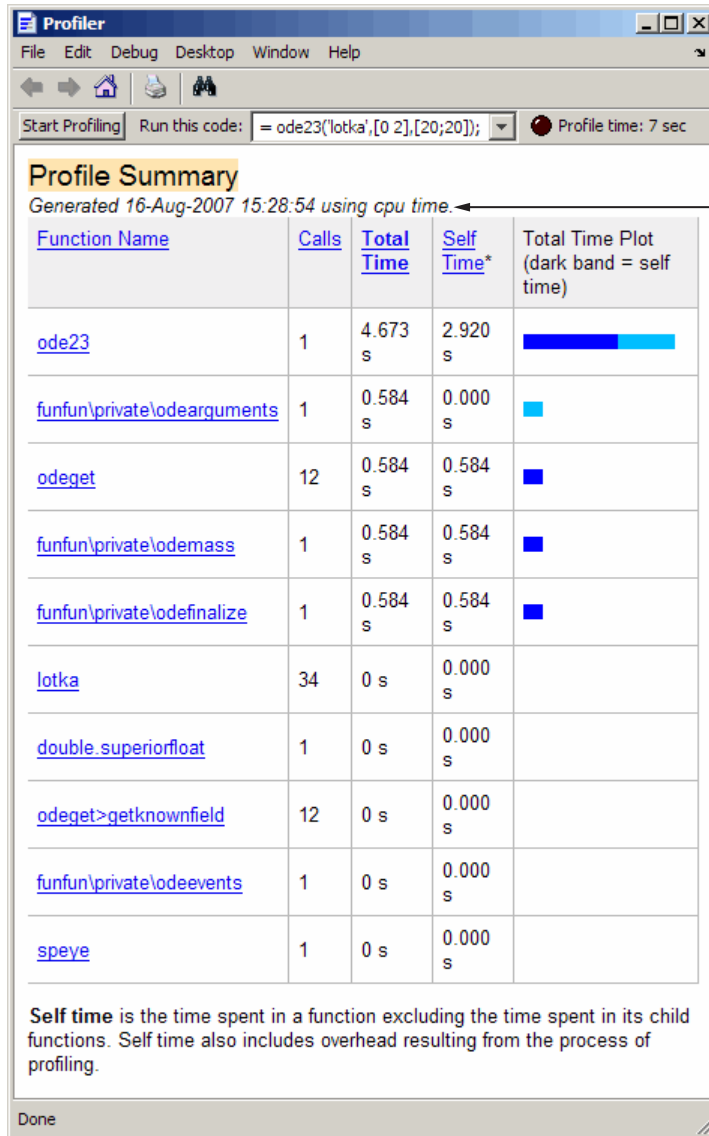 Profiler
File Edit Debug Desktop Window Help
Start Profiling Run this code: = ode23('lotka',[0 2],[20;20]); Profile time: 7 sec
Profile Summary
Generated 16-Aug-2007 15:28:54 using cpu time.
Function Name Calls Total Time Self Time* Total Time Plot (dark band = self time)
ode23 1 4.673 s 2.920 s
funfun\private\odearguments 1 0.584 s 0.000 s
odeget 12 0.584 s 0.584 s
funfun\private\odemass 1 0.584 s 0.584 s
funfun\private\odefinalize 1 0.584 s 0.584 s
lotka 34 0 s 0.000 s
double.superiorfloat 1 0 s 0.000 s
odeget>getknownfield 12 0 s 0.000 s
funfun\private\odeevents 1 0 s 0.000 s
speye 1 0 s 0.000 s
Self time is the time spent in a function excluding the time spent in its child
functions. Self time also includes overhead resulting from the process of
profiling.
Done